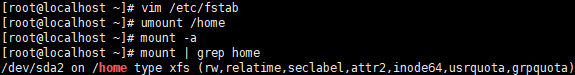 [root@localhost ~]# vim /etc/fstab
[root@localhost ~]# umount /home
[root@localhost ~]# mount -a
[root@localhost ~]# mount | grep home
/dev/sda2 on /home type xfs (rw,relatime,seclabel,attr2,inode64,usrquota,grpquota)